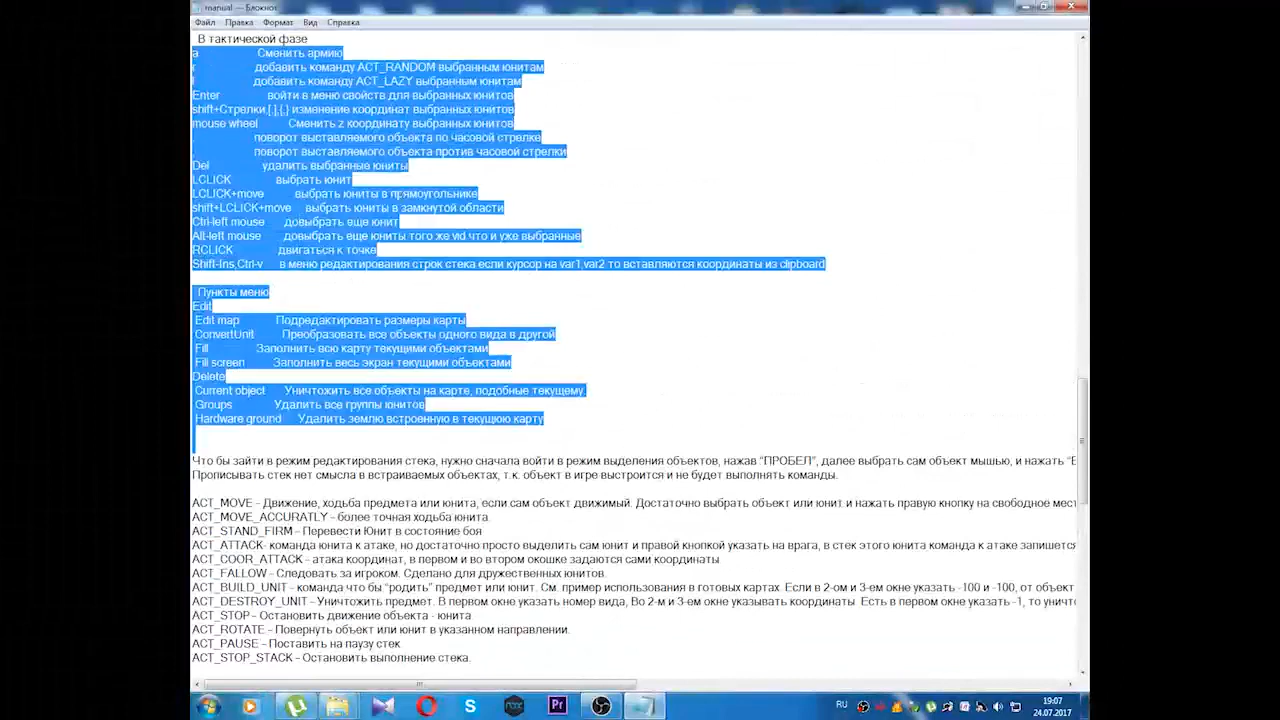 manual — Блокнот
Файл Правка Формат Вид Справка
В тактической фазе
a Сменить армию
r добавить команду ACT_RANDOM выбранным юнитам
l добавить команду ACT_LAZY выбранным юнитам
Enter войти в меню свойств для выбранных юнитов
shift+Стрелки,[,],{,} изменение координат выбранных юнитов
mouse wheel Сменить z координату выбранных юнитов
поворот выставляемого объекта по часовой стрелке
поворот выставляемого объекта против часовой стрелки
Del удалить выбранные юниты
LCLICK выбрать юнит
LCLICK+move выбрать юниты в прямоугольнике
shift+LCLICK+move выбрать юниты в замкнутой области
Ctrl-left mouse довыбрать еще юнит
Alt-left mouse довыбрать еще юниты того же vid что и уже выбранные
RCLICK двигаться к точке
Shift-Ins,Ctrl-v в меню редактирования строк стека если курсор на var1,var2 то вставляются координаты из clipboard
Пункты меню
Edit
Edit map Подредактировать размеры карты
ConvertUnit Преобразовать все объекты одного вида в другой
Fill Заполнить всю карту текущими объектами
Fill screen Заполнить весь экран текущими объектами
Delete
Current object Уничтожить все объекты на карте, подобные текущему.
Groups Удалить все группы юнитов
Hardware ground Удалить землю встроенную в текущюю карту
Что бы зайти в режим редактирования стека, нужно сначала войти в режим выделения объектов, нажав “ПРОБЕЛ”, далее выбрать сам объект мышью, и нажать “E
Прописывать стек нет смысла в встраиваемых объектах, т.к. объект в игре выстроится и не будет выполнять команды.
ACT_MOVE – Движение, ходьба предмета или юнита, если сам объект движимый. Достаточно выбрать объект или юнит и нажать правую кнопку на свободное мест
ACT_MOVE_ACCURATLY – более точная ходьба юнита.
ACT_STAND_FIRM – Перевести Юнит в состояние боя
ACT_ATTACK- команда юнита к атаке, но достаточно просто выделить сам юнит и правой кнопкой указать на врага, в стек этого юнита команда к атаке запишется
ACT_COOR_ATTACK – атака координат, в первом и во втором окошке задаются сами координаты
ACT_FALLOW – Следовать за игроком. Сделано для дружественных юнитов.
ACT_BUILD_UNIT - команда что бы “родить” предмет или юнит. См. пример использования в готовых картах. Если в 2-ом и 3-ем окне указать -100 и -100, от объект
ACT_DESTROY_UNIT – Уничтожить предмет. В первом окне указать номер вида, Во 2-м и 3-ем окне указывать координаты. Есть в первом окне указать -1, то уничто
ACT_STOP – Остановить движение объекта - юнита
ACT_ROTATE – Повернуть объект или юнит в указанном направлении.
ACT_PAUSE – Поставить на паузу стек
ACT_STOP_STACK – Остановить выполнение стека.
RU
19:07
24.07.2017